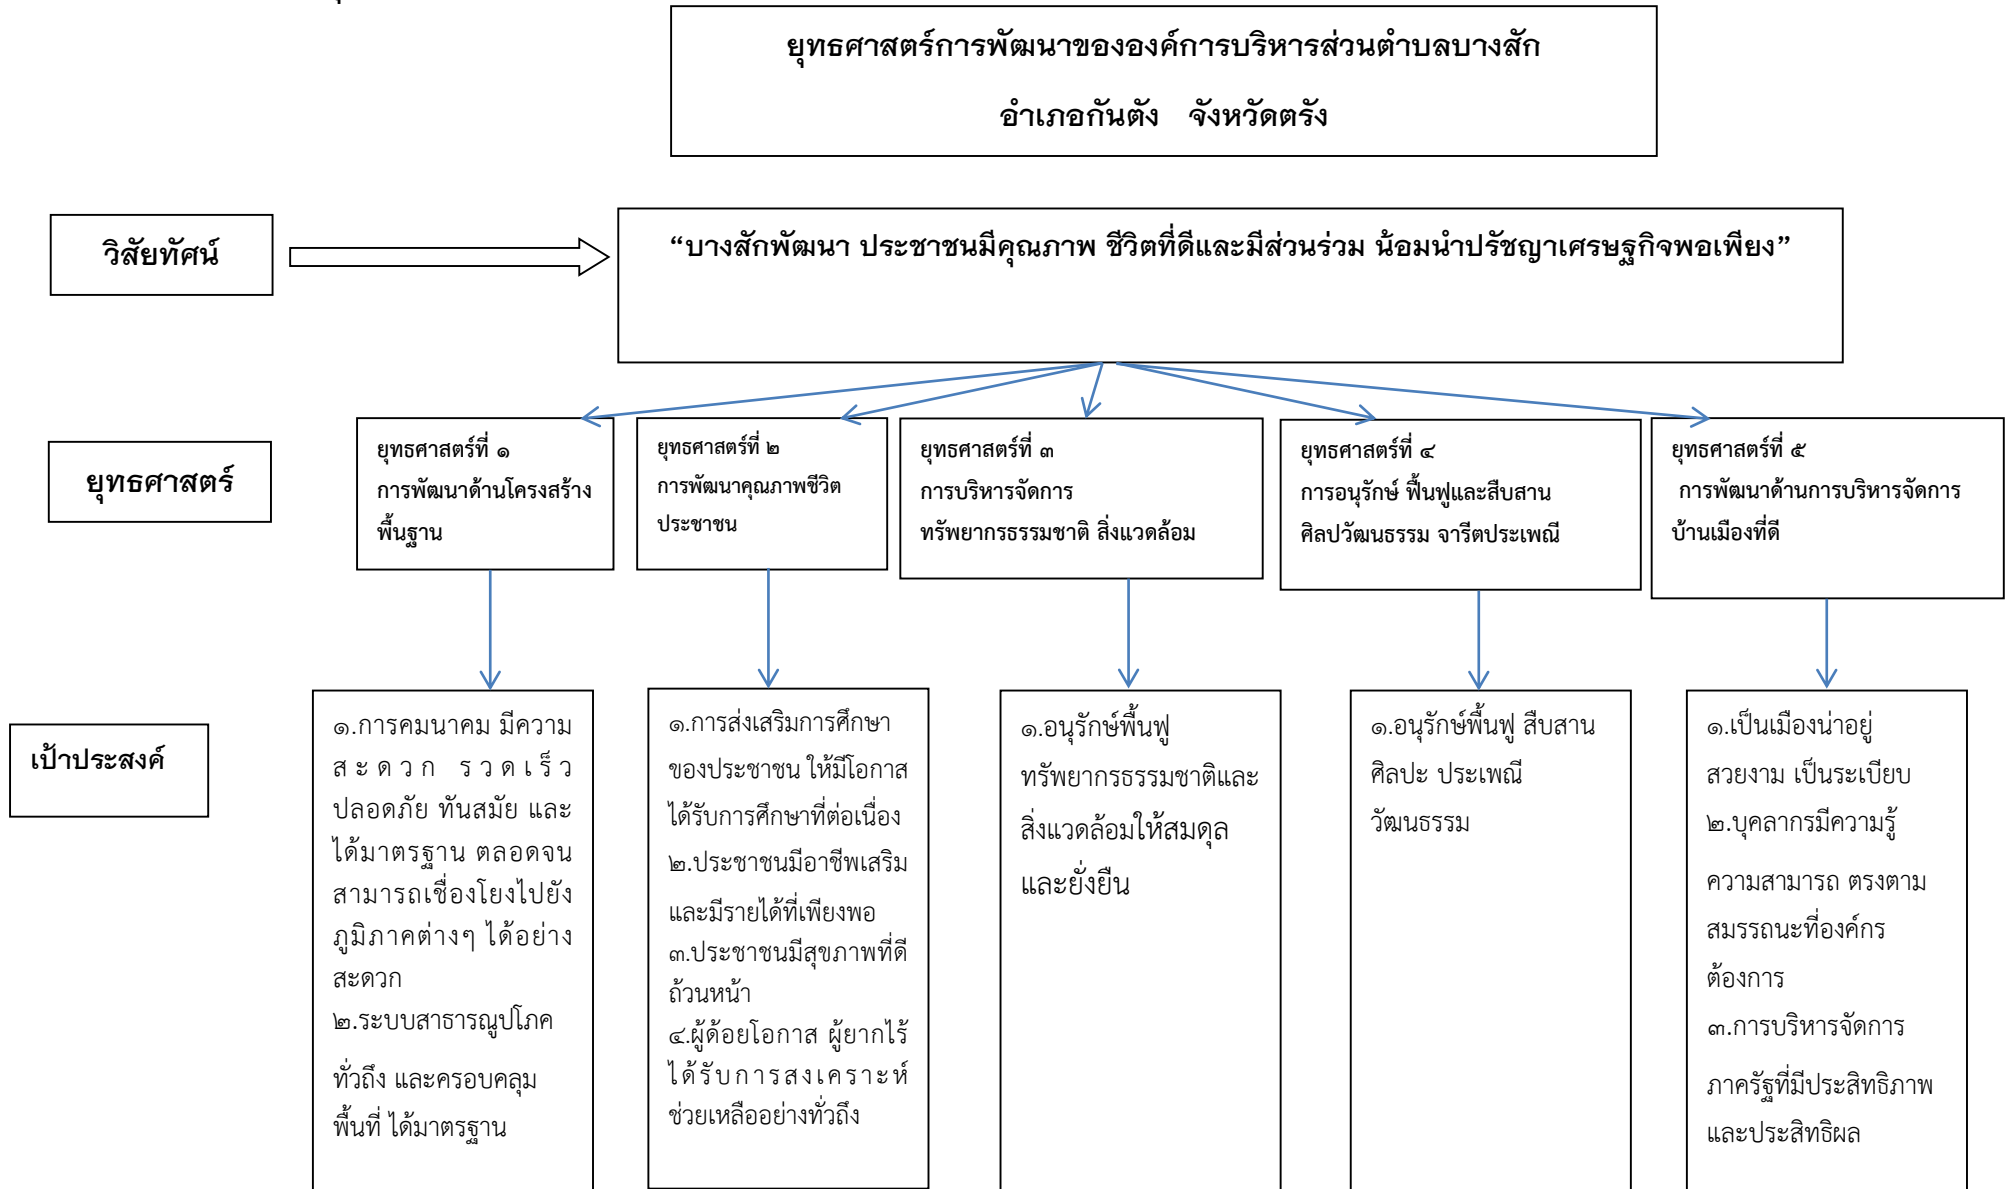 ยุทธศาสตร์การพัฒนาขององค์การบริหารส่วนตำบลบางสัก
อำเภอกันตัง จังหวัดตรัง
วิสัยทัศน์
“บางสักพัฒนา ประชาชนมีคุณภาพ ชีวิตที่ดีและมีส่วนร่วม น้อมนำปรัชญาเศรษฐกิจพอเพียง”
ยุทธศาสตร์
ยุทธศาสตร์ที่ ๑
การพัฒนาด้านโครงสร้าง
พื้นฐาน
ยุทธศาสตร์ที่ ๒
การพัฒนาคุณภาพชีวิต
ประชาชน
ยุทธศาสตร์ที่ ๓
การบริหารจัดการ
ทรัพยากรธรรมชาติ สิ่งแวดล้อม
ยุทธศาสตร์ที่ ๔
การอนุรักษ์ ฟื้นฟูและสืบสาน
ศิลปวัฒนธรรม จารีตประเพณี
ยุทธศาสตร์ที่ ๕
การพัฒนาด้านการบริหารจัดการ
บ้านเมืองที่ดี
เป้าประสงค์
๑.การคมนาคม มีความ
สะดวก รวดเร็ว
ปลอดภัย ทันสมัย และ
ได้มาตรฐาน ตลอดจน
สามารถเชื่องโยงไปยัง
ภูมิภาคต่างๆ ได้อย่าง
สะดวก
๒.ระบบสาธารณูปโภค
ทั่วถึง และครอบคลุม
พื้นที่ ได้มาตรฐาน
๑.การส่งเสริมการศึกษา
ของประชาชน ให้มีโอกาส
ได้รับการศึกษาที่ต่อเนื่อง
๒.ประชาชนมีอาชีพเสริม
และมีรายได้ที่เพียงพอ
๓.ประชาชนมีสุขภาพที่ดี
ถ้วนหน้า
๔.ผู้ด้อยโอกาส ผู้ยากไร้
ได้รับการสงเคราะห์
ช่วยเหลืออย่างทั่วถึง
๑.อนุรักษ์พื้นฟู
ทรัพยากรธรรมชาติและ
สิ่งแวดล้อมให้สมดุล
และยั่งยืน
๑.อนุรักษ์พื้นฟู สืบสาน
ศิลปะ ประเพณี
วัฒนธรรม
๑.เป็นเมืองน่าอยู่
สวยงาม เป็นระเบียบ
๒.บุคลากรมีความรู้
ความสามารถ ตรงตาม
สมรรถนะที่องค์กร
ต้องการ
๓.การบริหารจัดการ
ภาครัฐที่มีประสิทธิภาพ
และประสิทธิผล